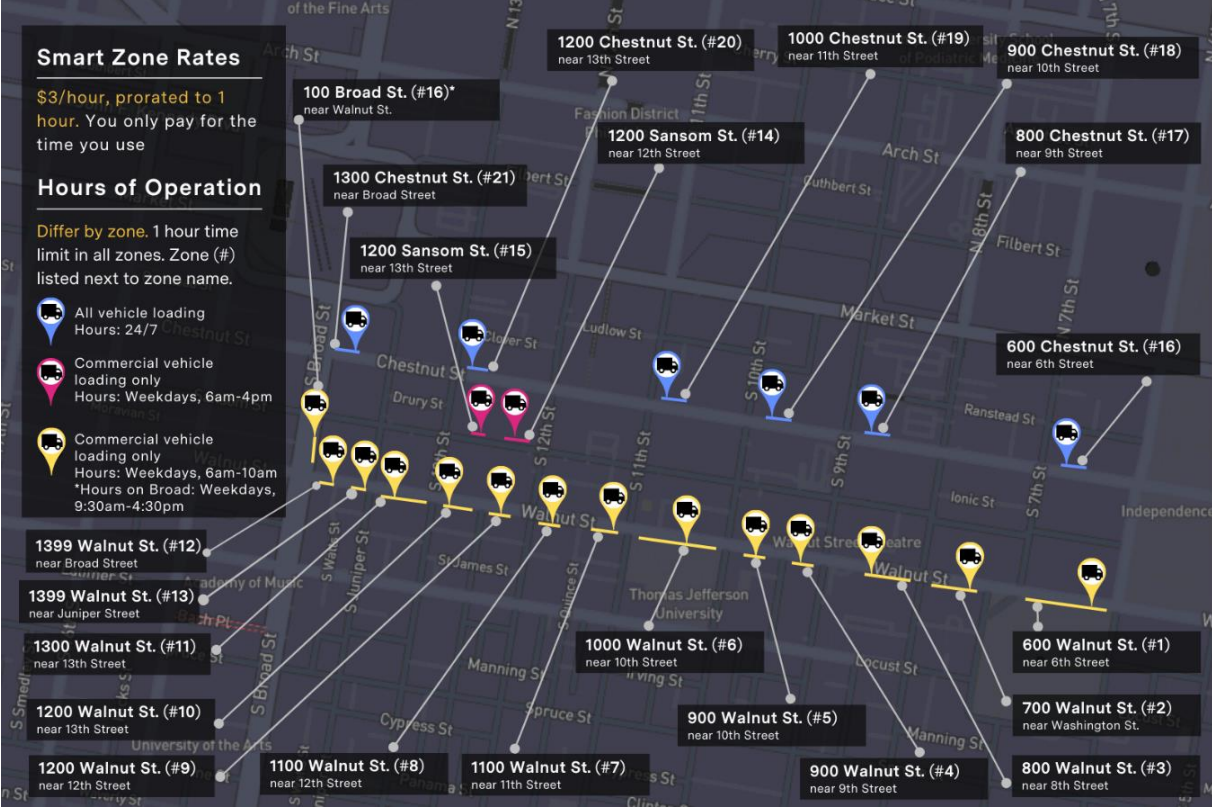 of the Fine Arts
Smart Zone Rates
$3/hour, prorated to 1
hour. You only pay for the
time you use
Hours of Operation
Differ by zone. 1 hour time
limit in all zones. Zone (#)
listed next to zone name.
All vehicle loading
Hours: 24/7
Commercial vehicle
loading only
Hours: Weekdays, 6am-4pm
Commercial vehicle
loading only
Hours: Weekdays, 6am-10am
*Hours on Broad: Weekdays,
9:30am-4:30pm
1200 Chestnut St. (#20)
near 13th Street
1000 Chestnut St. (#19)
near 11th Street
900 Chestnut St. (#18)
near 10th Street
100 Broad St. (#16)*
near Walnut St.
1200 Sansom St. (#14)
near 12th Street
800 Chestnut St. (#17)
near 9th Street
1300 Chestnut St. (#21)
near Broad Street
1200 Sansom St. (#15)
near 13th Street
600 Chestnut St. (#16)
near 6th Street
1399 Walnut St. (#12)
near Broad Street
1399 Walnut St. (#13)
near Juniper Street
1300 Walnut St. (#11)
near 13th Street
1200 Walnut St. (#10)
near 13th Street
1200 Walnut St. (#9)
near 12th Street
1100 Walnut St. (#8)
near 12th Street
1100 Walnut St. (#7)
near 11th Street
1000 Walnut St. (#6)
near 10th Street
900 Walnut St. (#5)
near 10th Street
900 Walnut St. (#4)
near 9th Street
800 Walnut St. (#3)
near 8th Street
700 Walnut St. (#2)
near Washington St.
600 Walnut St. (#1)
near 6th Street
Arch St
Fashion District
Arch St
Cuthbert St
N 8th St
Filbert St
Market St
N 7th St
Ludlow St
Clover St
Chestnut St
S Broad St
Drury St
S 12th St
S 11th St
S 10th St
S 9th St
Ranstead St
Ionic St
S 7th St
Independence
Walnut St
Walnut Street Theatre
Walnut St
S Watts St
S Juniper St
St James St
S Quince St
Thomas Jefferson
University
Academy of Music
Manning St
Irving St
Locust St
Spruce St
Cypress St
Manning St
S Broad St
University of the Arts
Panama St